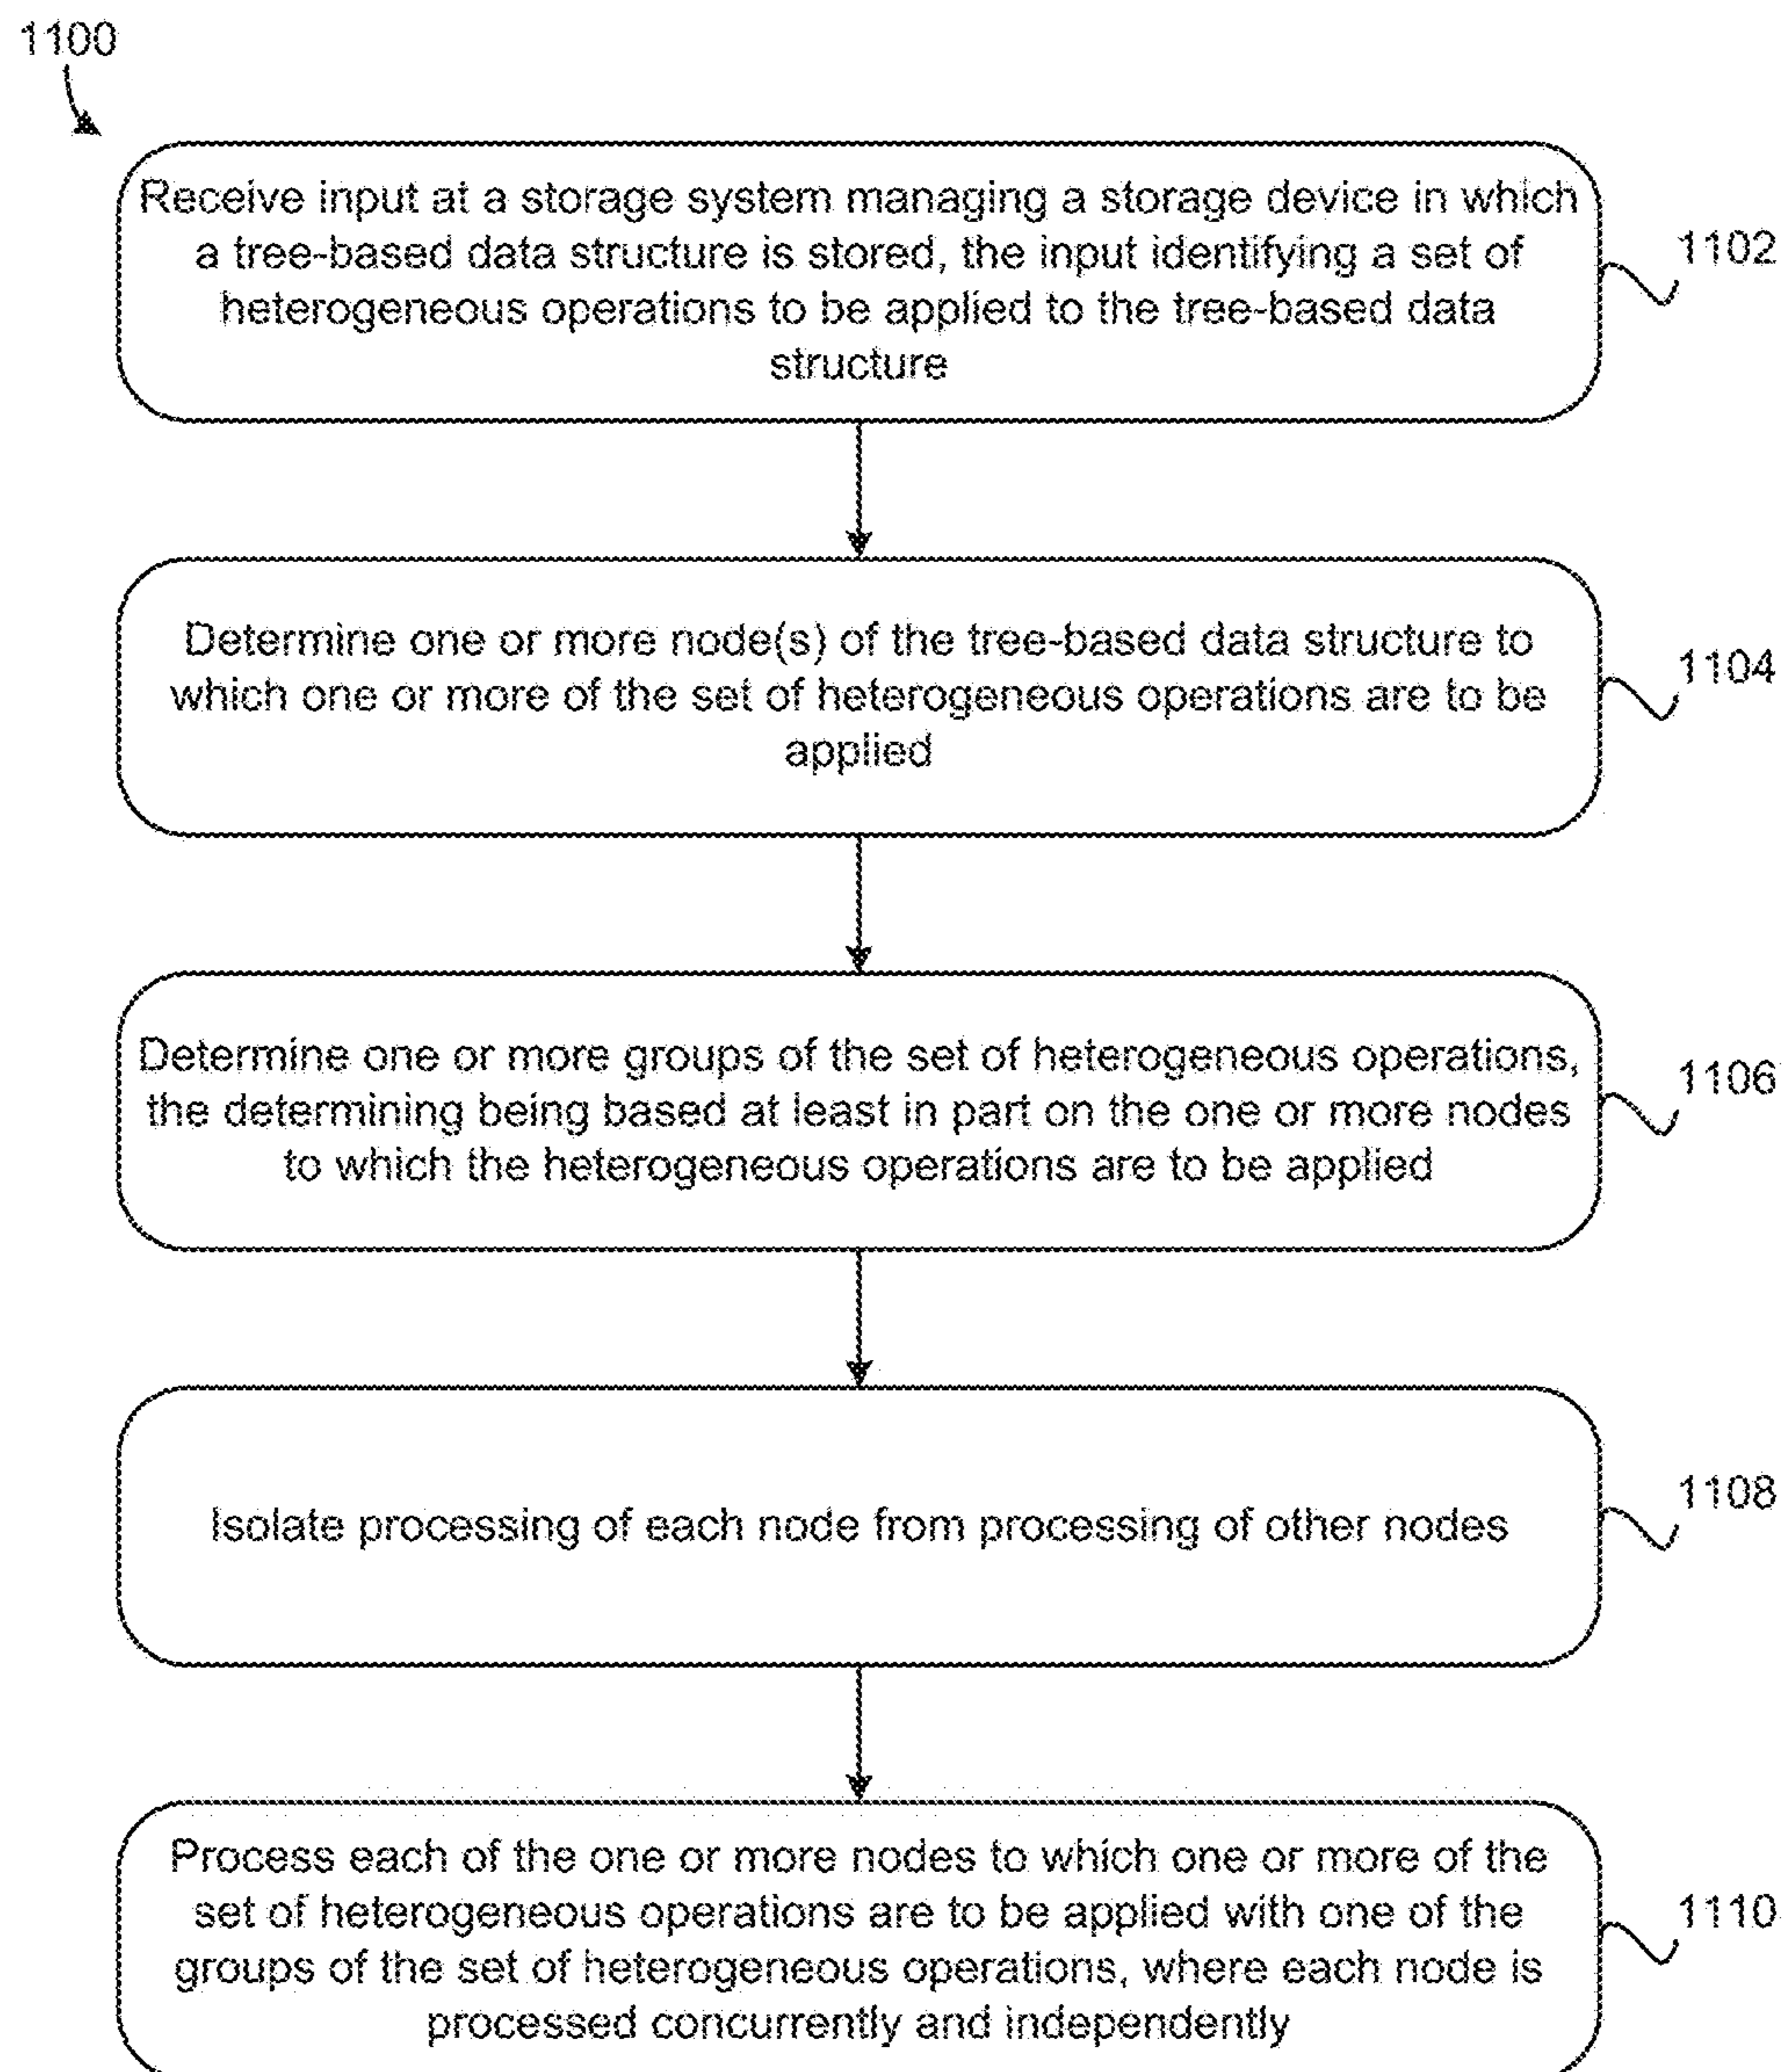 1100
Receive input at a storage system managing a storage device in which
a tree-based data structure is stored, the input identifying a set of
heterogeneous operations to be applied to the tree-based data
structure
1102
Determine one or more node(s) of the tree-based data structure to
which one or more of the set of heterogeneous operations are to be
applied
1104
Determine one or more groups of the set of heterogeneous operations,
the determining being based at least in part on the one or more nodes
to which the heterogeneous operations are to be applied
1106
Isolate processing of each node from processing of other nodes
1108
Process each of the one or more nodes to which one or more of the
set of heterogeneous operations are to be applied with one of the
groups of the set of heterogeneous operations, where each node is
processed concurrently and independently
1110